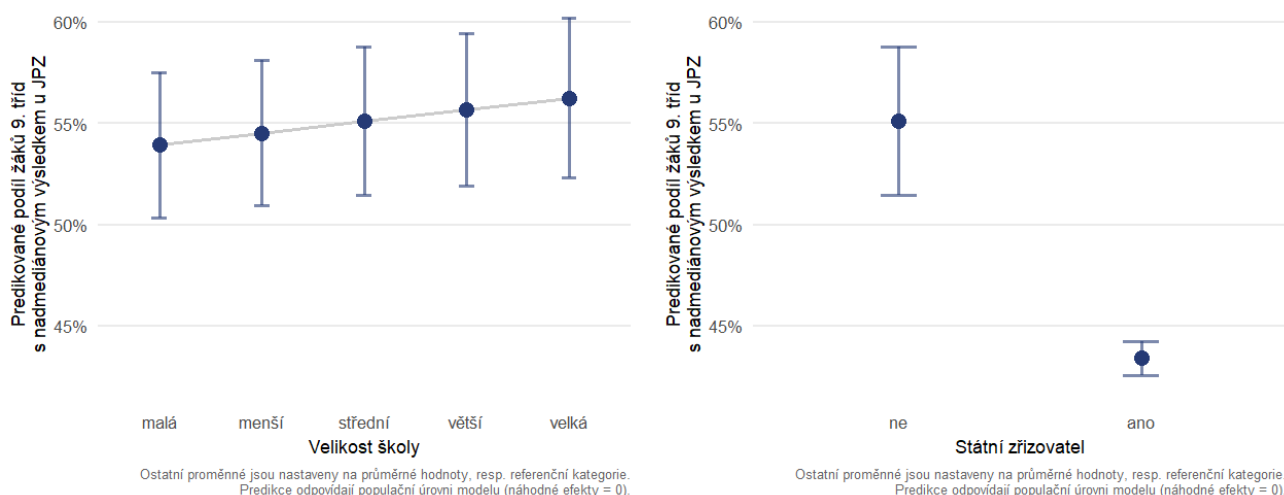 Predikované podíl žáků 9. tříd
s nadmediánovým výsledkem u JPZ
60%
55%
50%
45%
malá
menší
střední
větší
velká
Velikost školy
Ostatní proměnné jsou nastaveny na průměrné hodnoty, resp. referenční kategorie.
Predikce odpovídají populační úrovni modelu (náhodné efekty = 0).
Predikované podíl žáků 9. tříd
s nadmediánovým výsledkem u JPZ
60%
55%
50%
45%
ne
ano
Státní zřizovatel
Ostatní proměnné jsou nastaveny na průměrné hodnoty, resp. referenční kategorie
Predikce odpovídají populační úrovni modelu (náhodné efekty = 0)